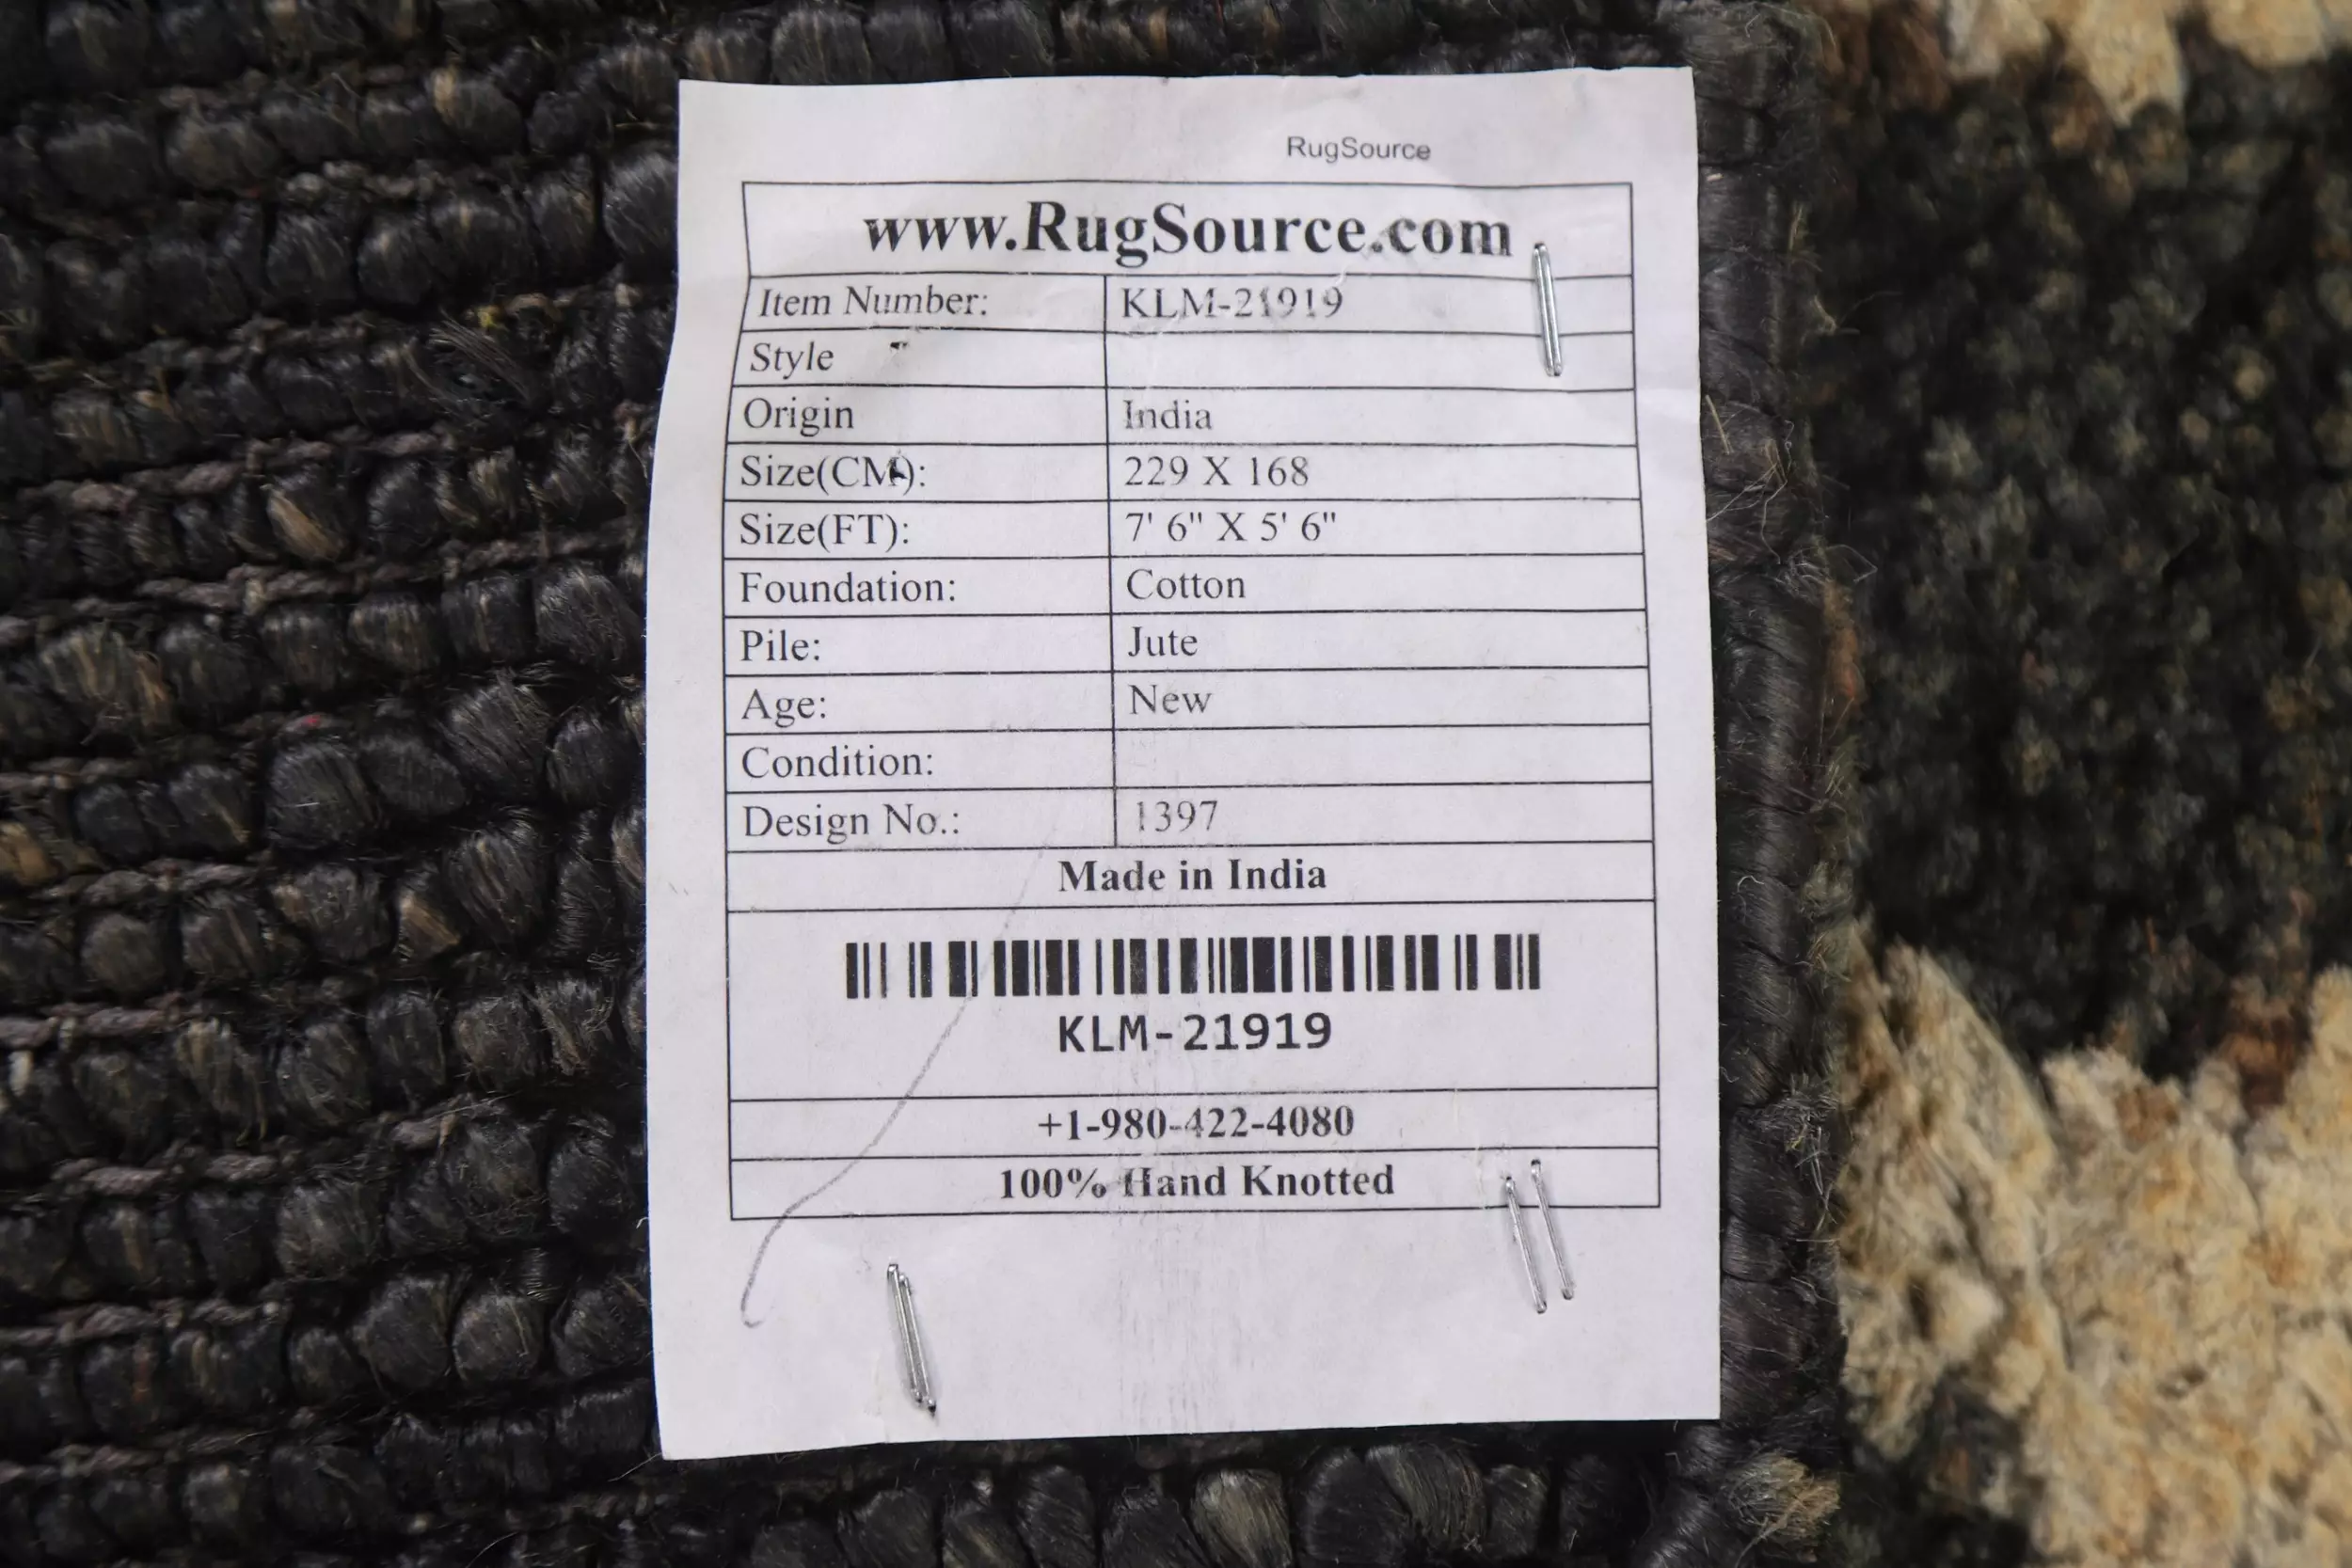 RugSource
www.RugSource.com
Item Number: KLM-21919
Style
Origin India
Size(CM): 229 X 168
Size(FT): 7' 6" X 5' 6"
Foundation: Cotton
Pile: Jute
Age: New
Condition:
Design No.: 1397
Made in India
KLM-21919
+1-980-422-4080
100% Hand Knotted